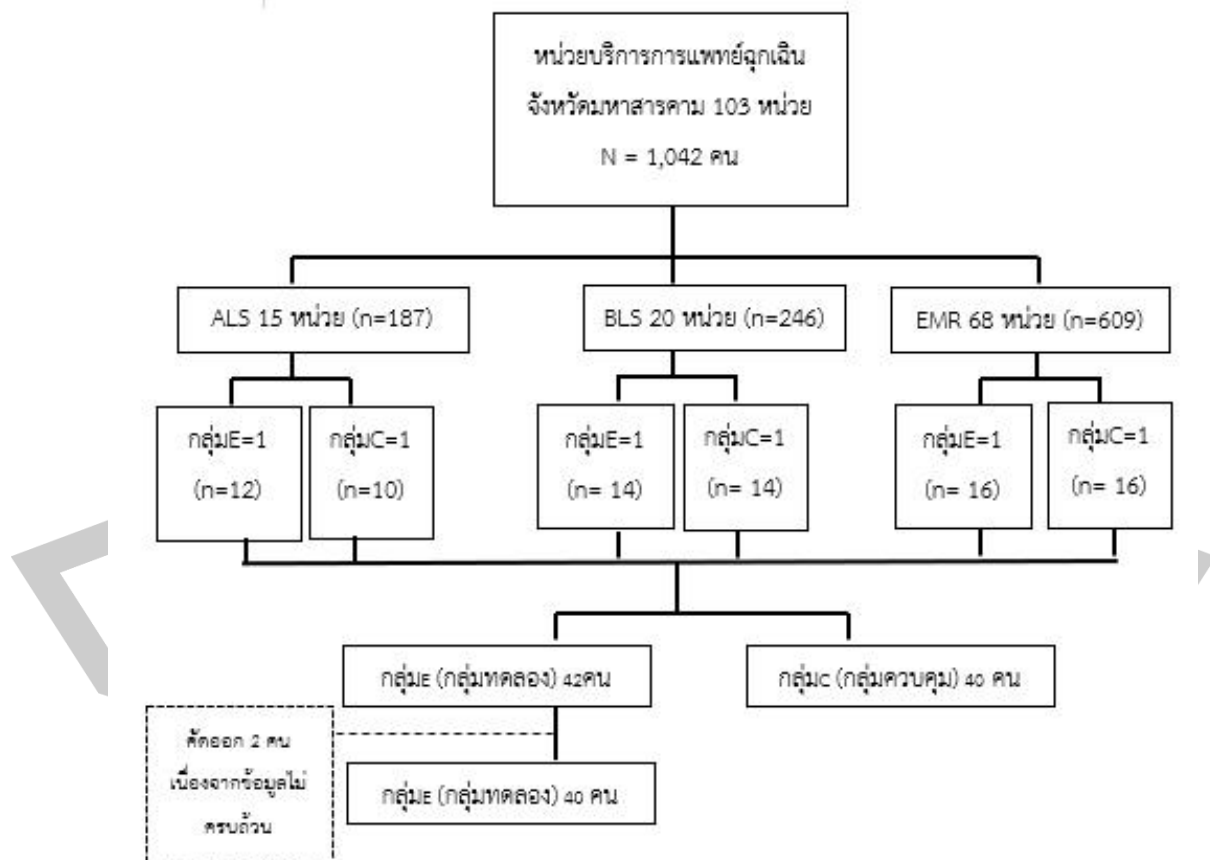 หน่วยบริการการแพทย์ฉุกเฉิน
จังหวัดมหาสารคาม 103 หน่วย
N = 1,042 คน
ALS 15 หน่วย (n=187)
BLS 20 หน่วย (n=246)
EMR 68 หน่วย (n=609)
กลุ่มE=1
(n=12)
กลุ่มC=1
(n=10)
กลุ่มE=1
(n= 14)
กลุ่มC=1
(n= 14)
กลุ่มE=1
(n= 16)
กลุ่มC=1
(n= 16)
กลุ่มE (กลุ่มทดลอง) 42คน
กลุ่มC (กลุ่มควบคุม) 40 คน
คัดออก 2 คน
เนื่องจากข้อมูลไม่
ครบถ้วน
กลุ่มE (กลุ่มทดลอง) 40 คน